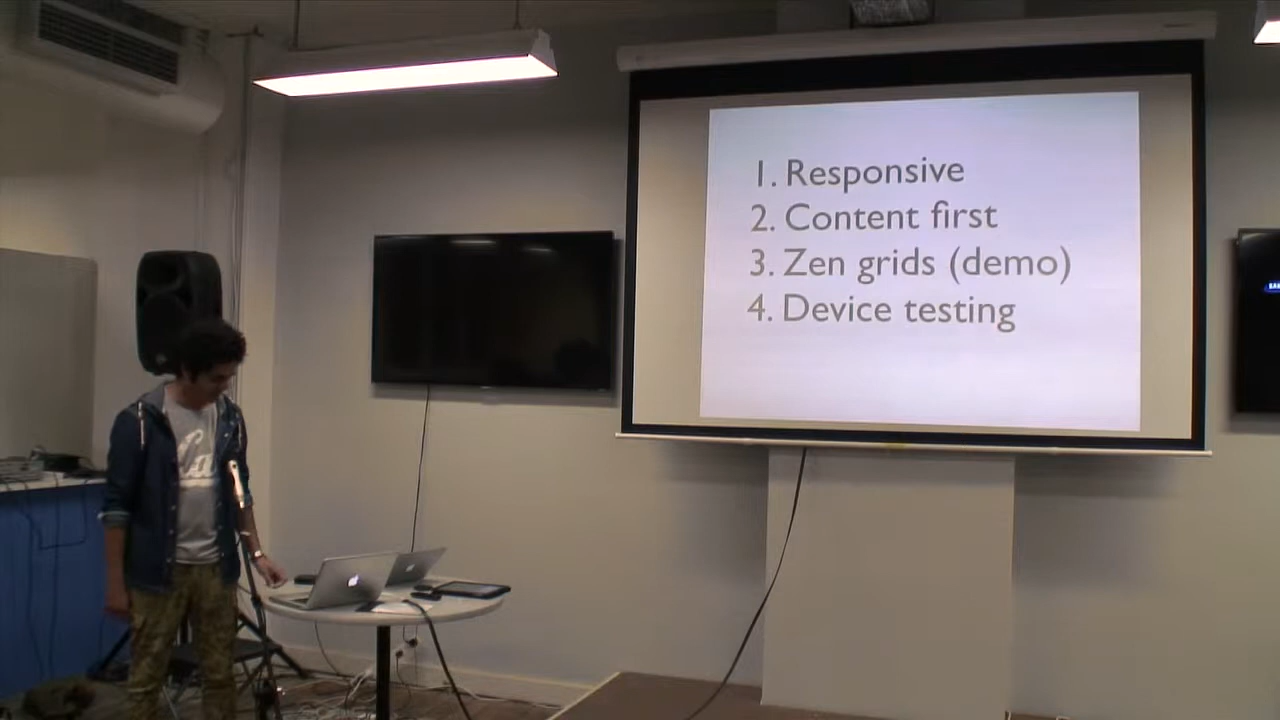 1. Responsive
2. Content first
3. Zen grids (demo)
4. Device testing